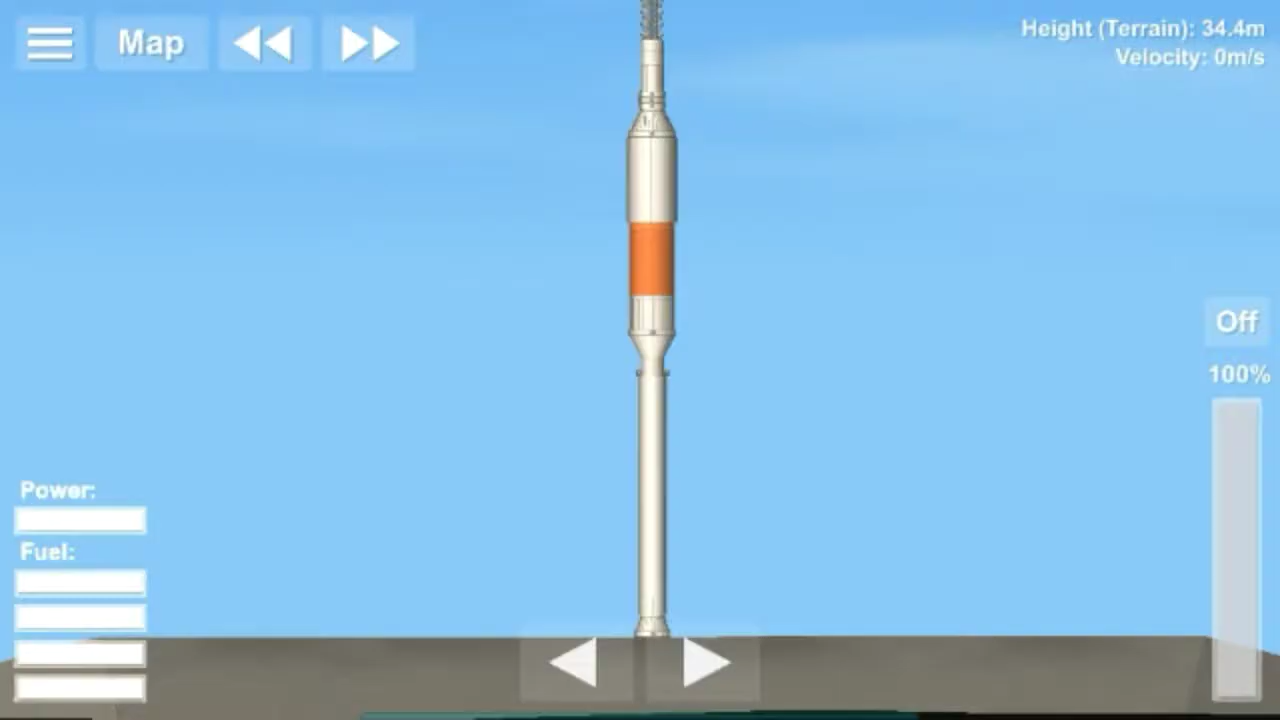 Map
Height (Terrain): 34.4m
Velocity: 0m/s
Off
100%
Power:
Fuel: